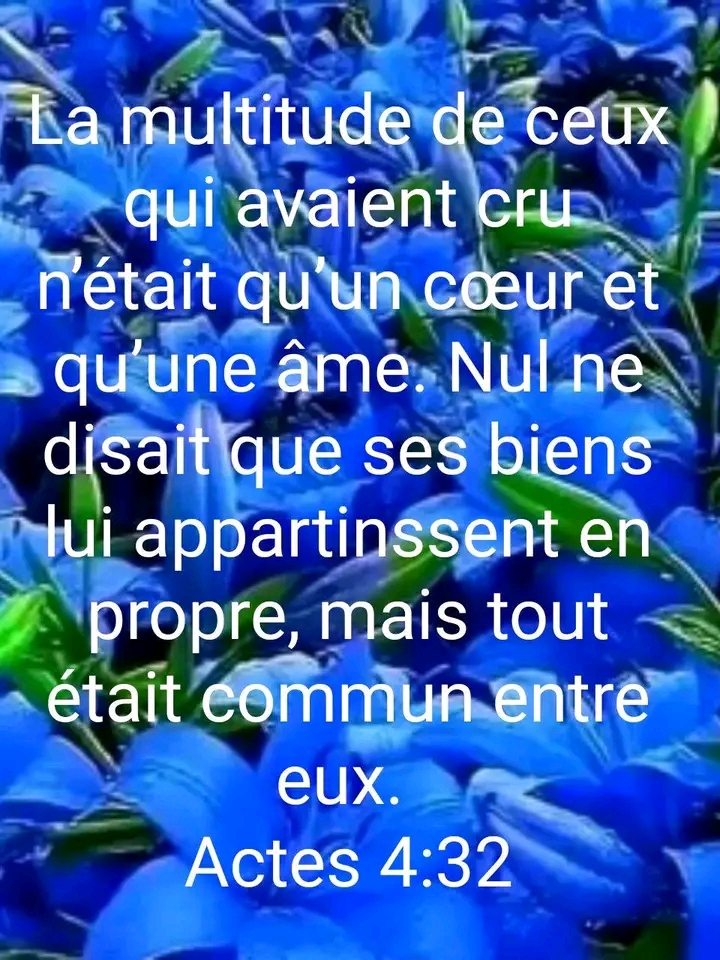 La multitude de ceux
qui avaient cru
n’était qu’un cœur et
qu’une âme. Nul ne
disait que ses biens
lui appartinssent en
propre, mais tout
était commun entre
eux.
Actes 4:32